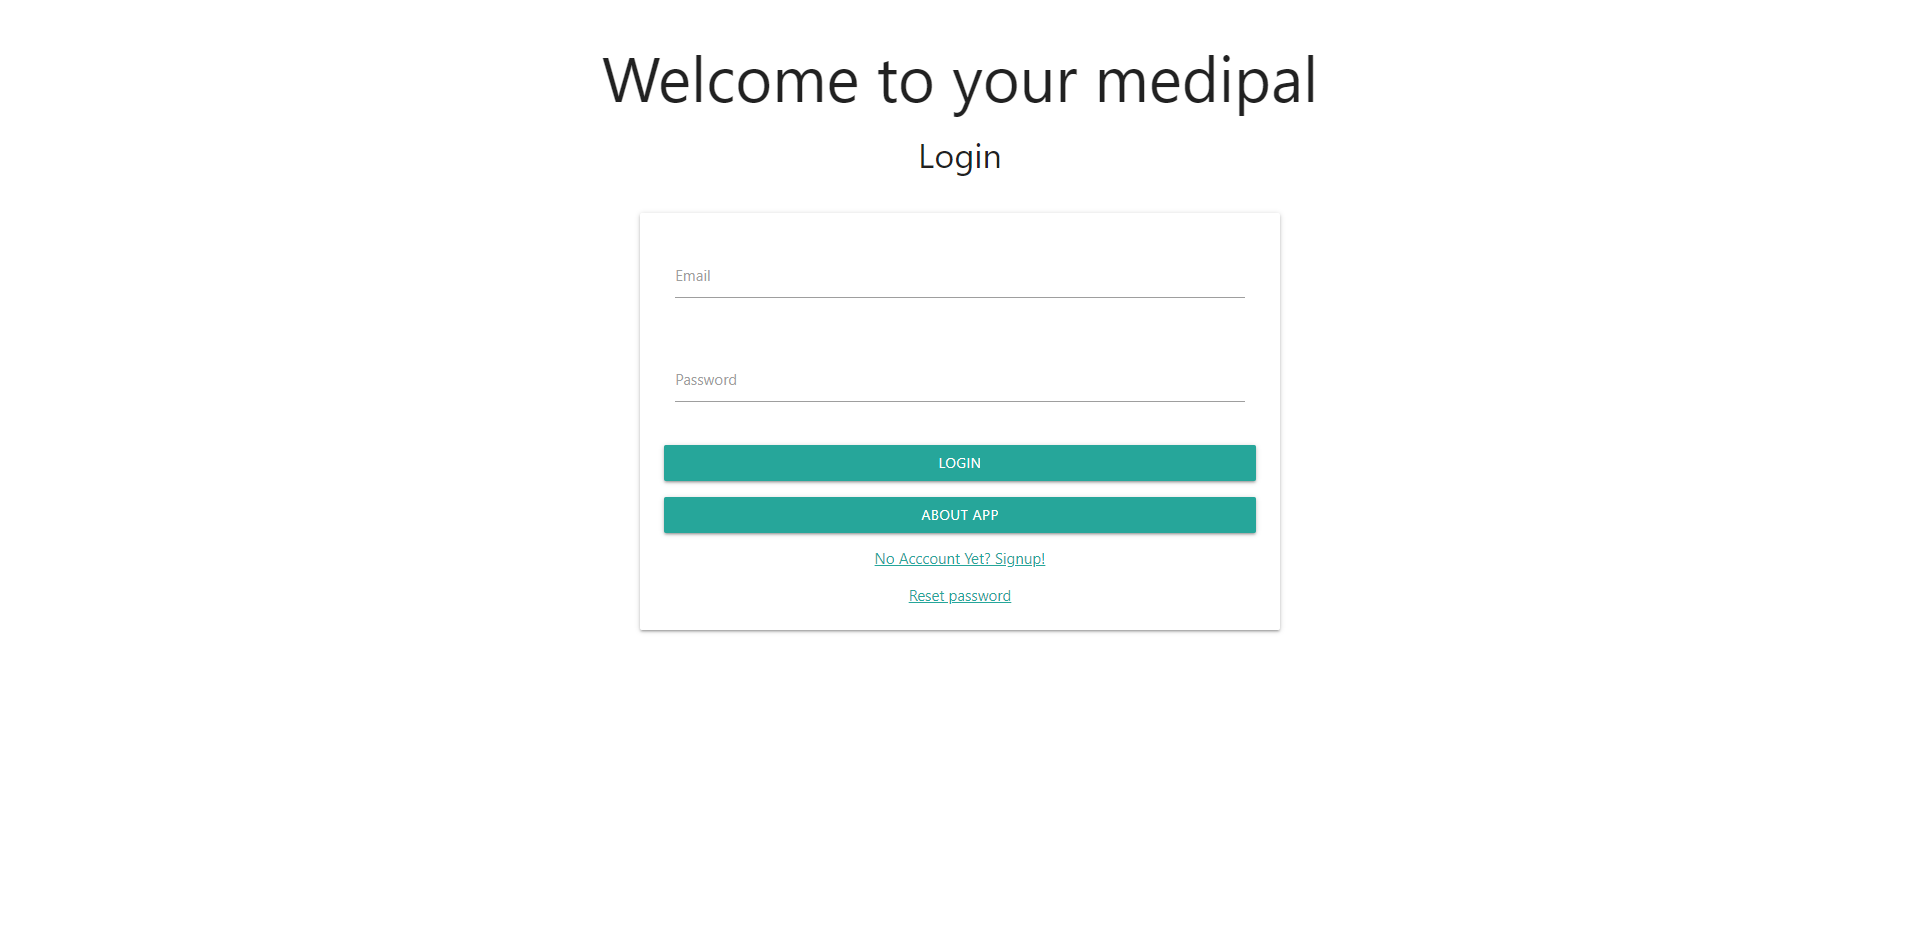 Welcome to your medipal
Login
Email
Password
LOGIN
ABOUT APP
No Acccount Yet? Signup!
Reset password